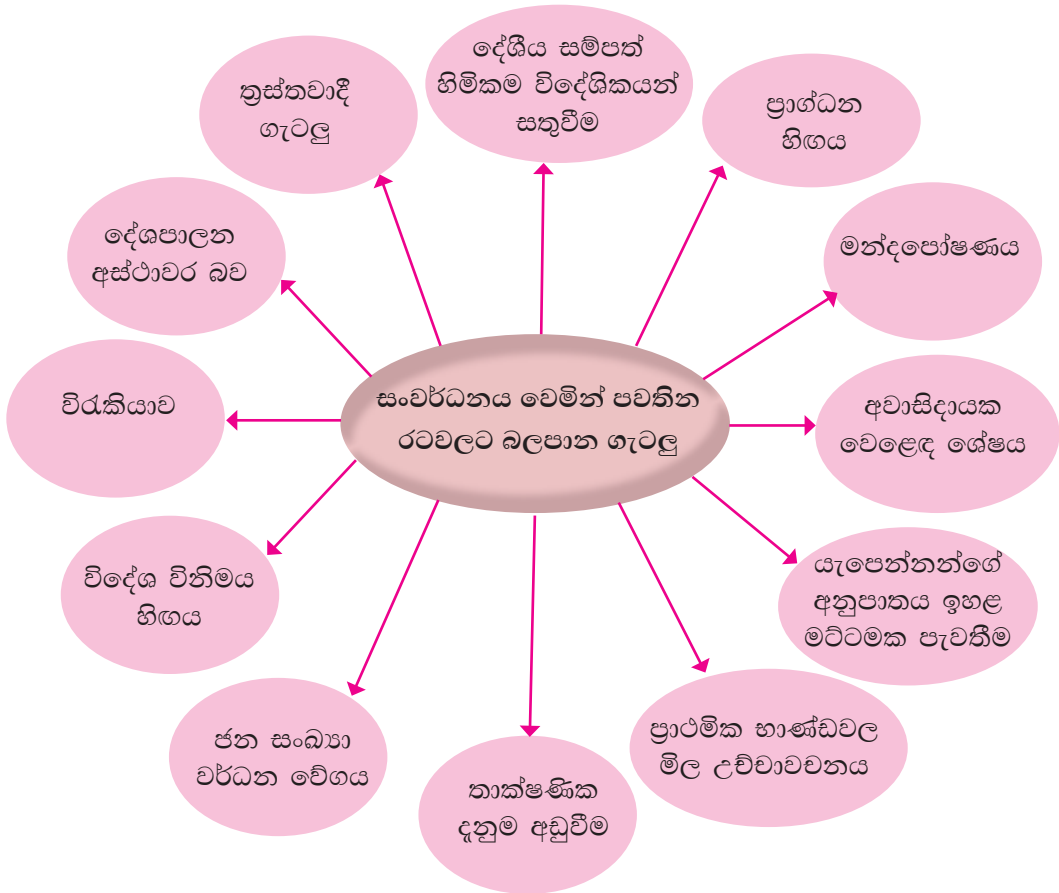 සංවර්ධනය වෙමින් පවතින
රටවලට බලපාන ගැටලු
දේශීය සම්පත්
හිමිකම විදේශිකයන්
සතුවීම
ප්‍රාග්ධන
හිඟය
මන්දපෝෂණය
අවාසිදායක
වෙළෙඳ ශේෂය
යැපෙන්නන්ගේ
අනුපාතය ඉහළ
මට්ටමක පැවතීම
ප්‍රාථමික භාණ්ඩවල
මිල උච්චාවචනය
තාක්ෂණික
දැනුම අඩුවීම
ජන සංඛ්‍යා
වර්ධන වේගය
විදේශ විනිමය
හිඟය
විරැකියාව
දේශපාලන
අස්ථාවර බව
ත්‍රස්තවාදී
ගැටලු